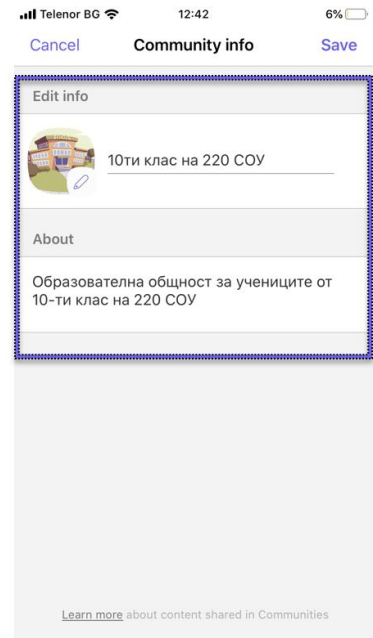 Telenor BG 12:42 6%
Cancel Community info Save
Edit info
10ти клас на 220 СОУ
About
Образователна общност за учениците от
10-ти клас на 220 СОУ
Learn more about content shared in Communities